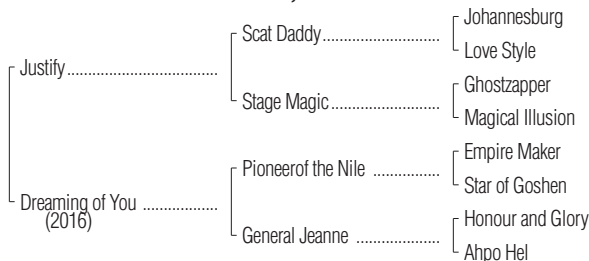 Johannesburg
Scat Daddy
Love Style
Justify
Ghostzapper
Stage Magic
Magical Illusion
Empire Maker
Pioneerof the Nile
Star of Goshen
Dreaming of You
(2016)
Honour and Glory
General Jeanne
Ahpo Hel